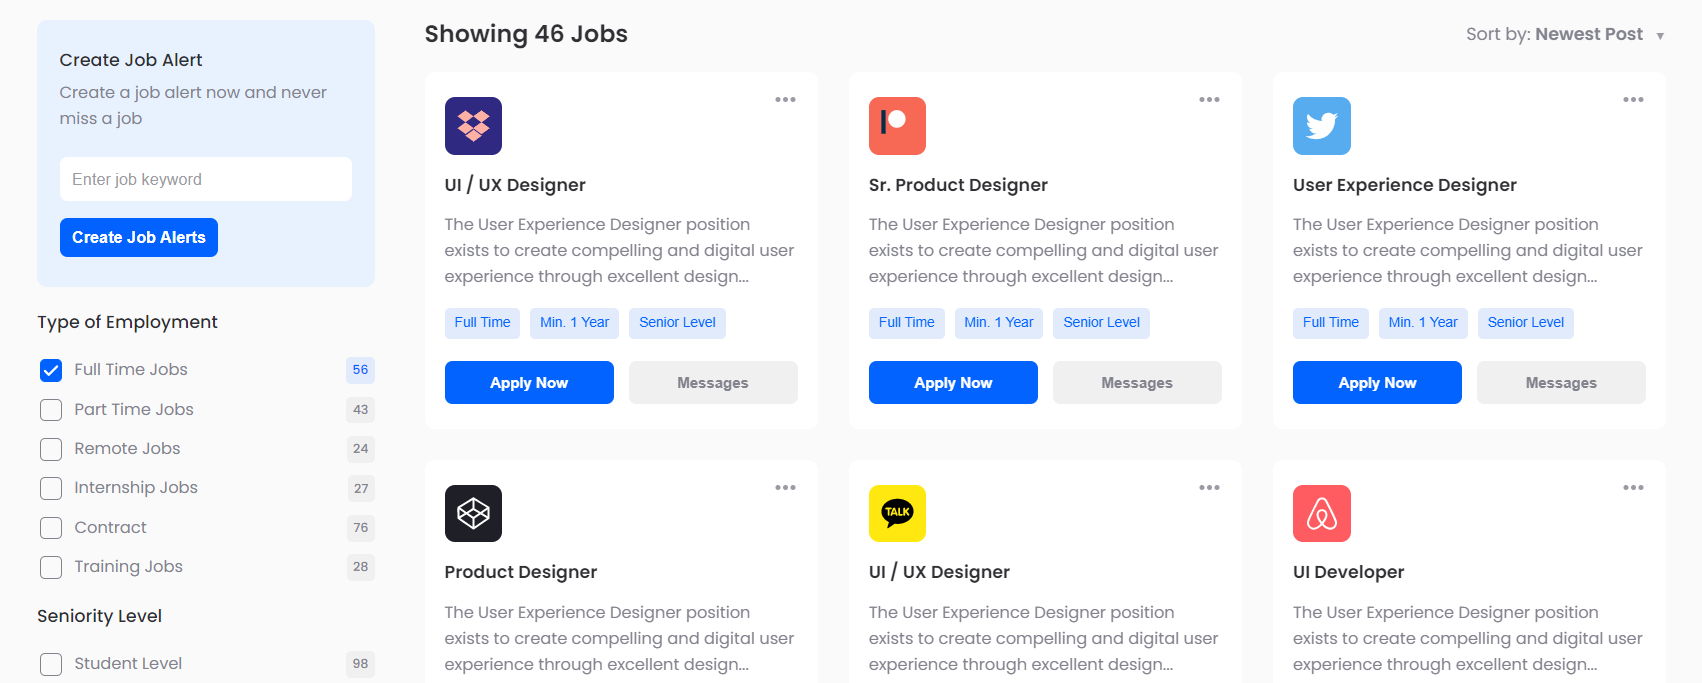 Create Job Alert
Create a job alert now and never
miss a job
Enter job keyword
Create Job Alerts
Type of Employment
Full Time Jobs 56
Part Time Jobs 43
Remote Jobs 24
Internship Jobs 27
Contract 76
Training Jobs 28
Seniority Level
Student Level 98
Showing 46 Jobs
Sort by: Newest Post
UI / UX Designer
The User Experience Designer position
exists to create compelling and digital user
experience through excellent design...
Full Time Min. 1 Year Senior Level
Apply Now Messages
Sr. Product Designer
The User Experience Designer position
exists to create compelling and digital user
experience through excellent design...
Full Time Min. 1 Year Senior Level
Apply Now Messages
User Experience Designer
The User Experience Designer position
exists to create compelling and digital user
experience through excellent design...
Full Time Min. 1 Year Senior Level
Apply Now Messages
Product Designer
The User Experience Designer position
exists to create compelling and digital user
experience through excellent design...
TALK
UI / UX Designer
The User Experience Designer position
exists to create compelling and digital user
experience through excellent design...
UI Developer
The User Experience Designer position
exists to create compelling and digital user
experience through excellent design...